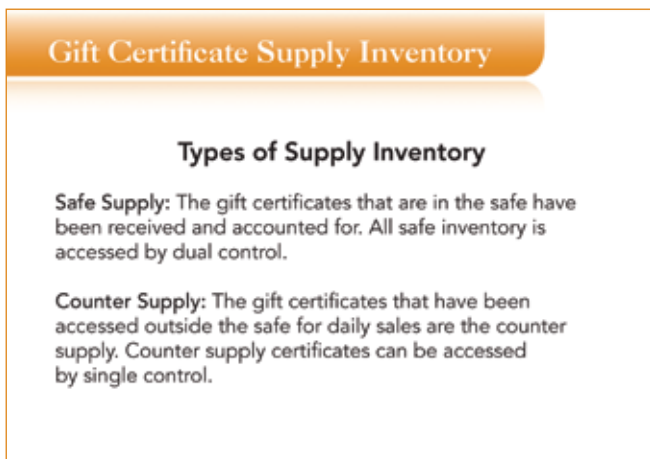 Gift Certificate Supply Inventory
Types of Supply Inventory
Safe Supply: The gift certificates that are in the safe have
been received and accounted for. All safe inventory is
accessed by dual control.
Counter Supply: The gift certificates that have been
accessed outside the safe for daily sales are the counter
supply. Counter supply certificates can be accessed
by single control.